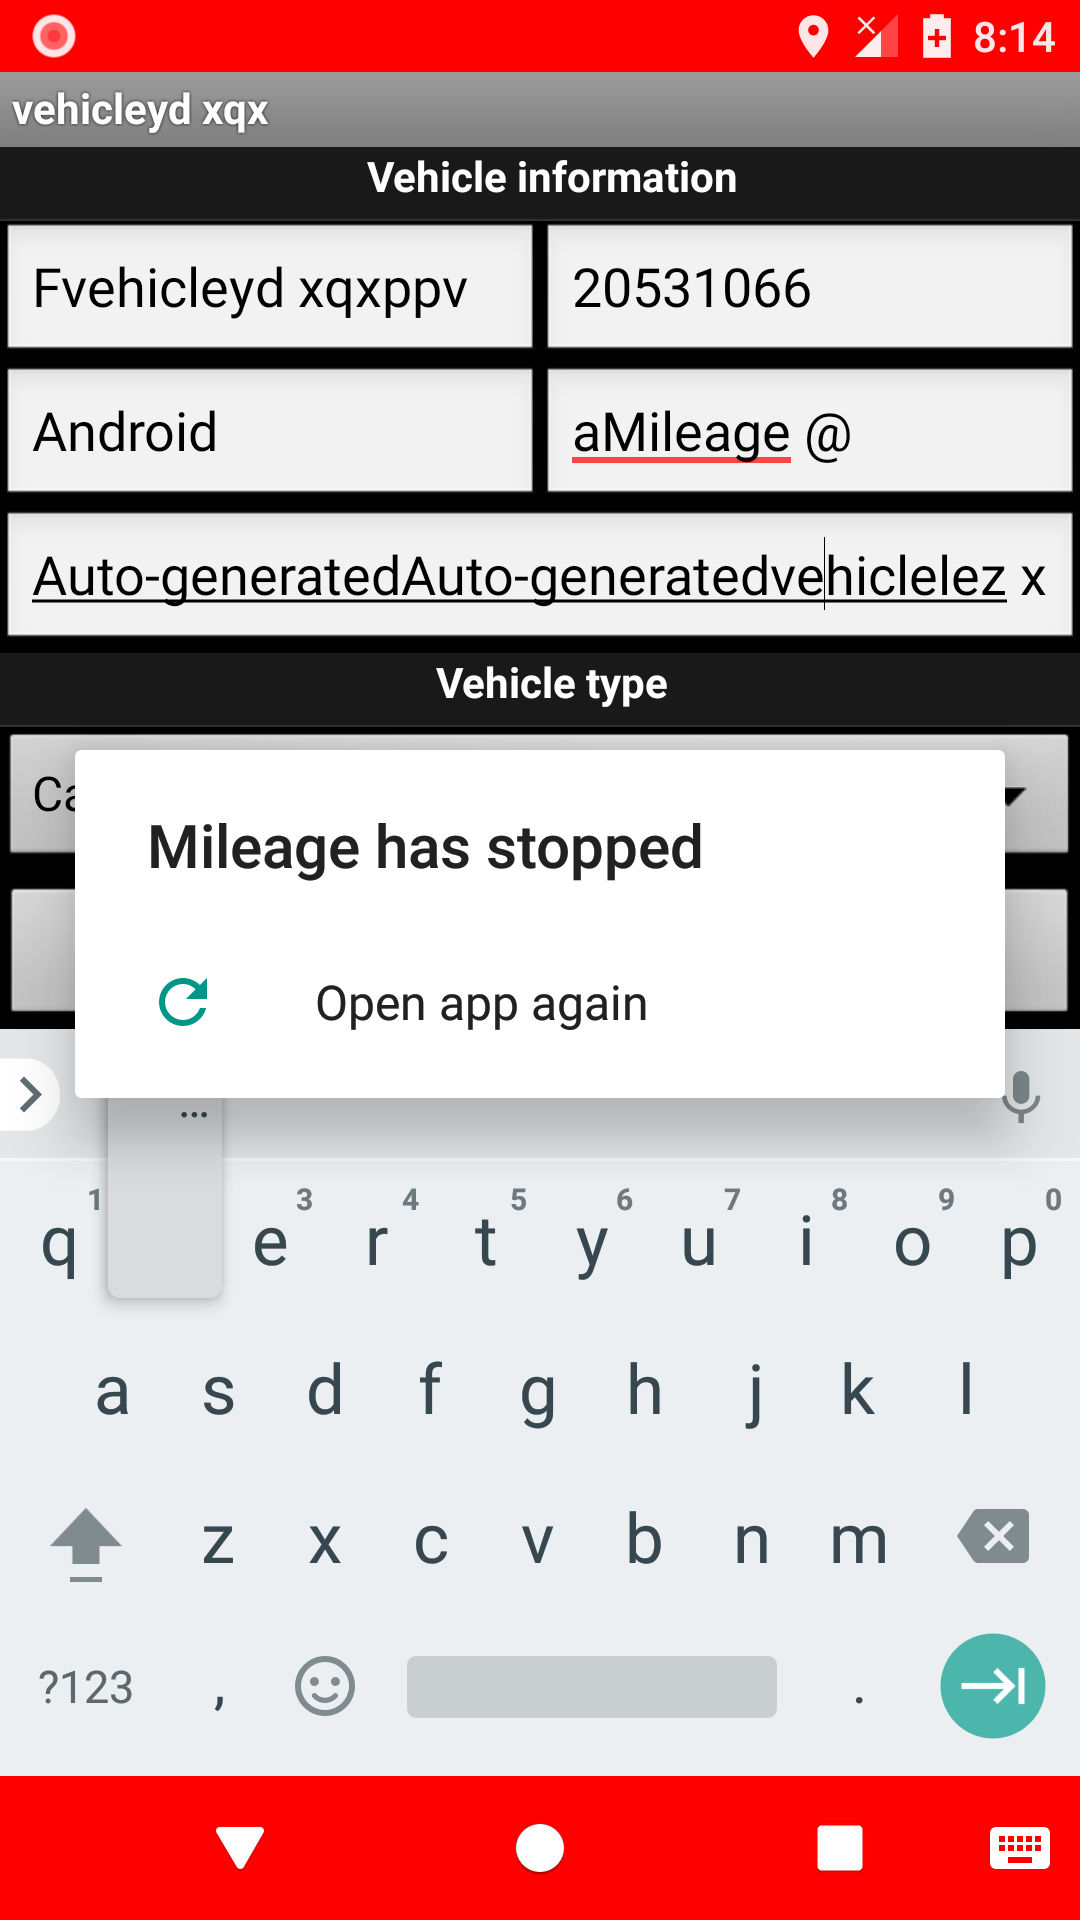 8:14
vehicleyd xqx
Vehicle information
Fvehicleyd xqxppv 20531066
Android aMileage @
Auto-generatedAuto-generatedvehiclelez x
Vehicle type
Ca
Mileage has stopped
Open app again
...
1 3 4 5 6 7 8 9 0
q e r t y u i o p
a s d f g h j k l
z x c v b n m
?123 , .